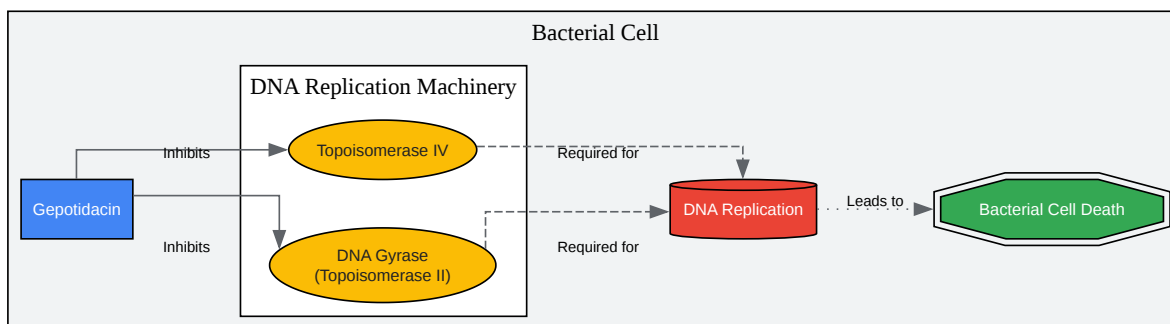 Bacterial Cell
DNA Replication Machinery
Inhibits
Topoisomerase IV
Required for
Gepotidacin
DNA Replication
Leads to
Bacterial Cell Death
Inhibits
DNA Gyrase
(Topoisomerase II)
Required for